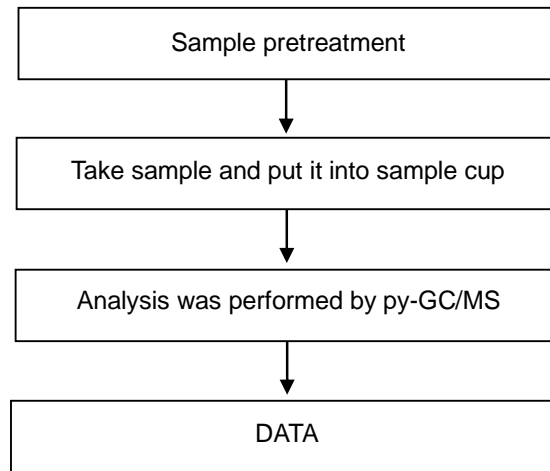 Sample pretreatment
Take sample and put it into sample cup
Analysis was performed by py-GC/MS
DATA